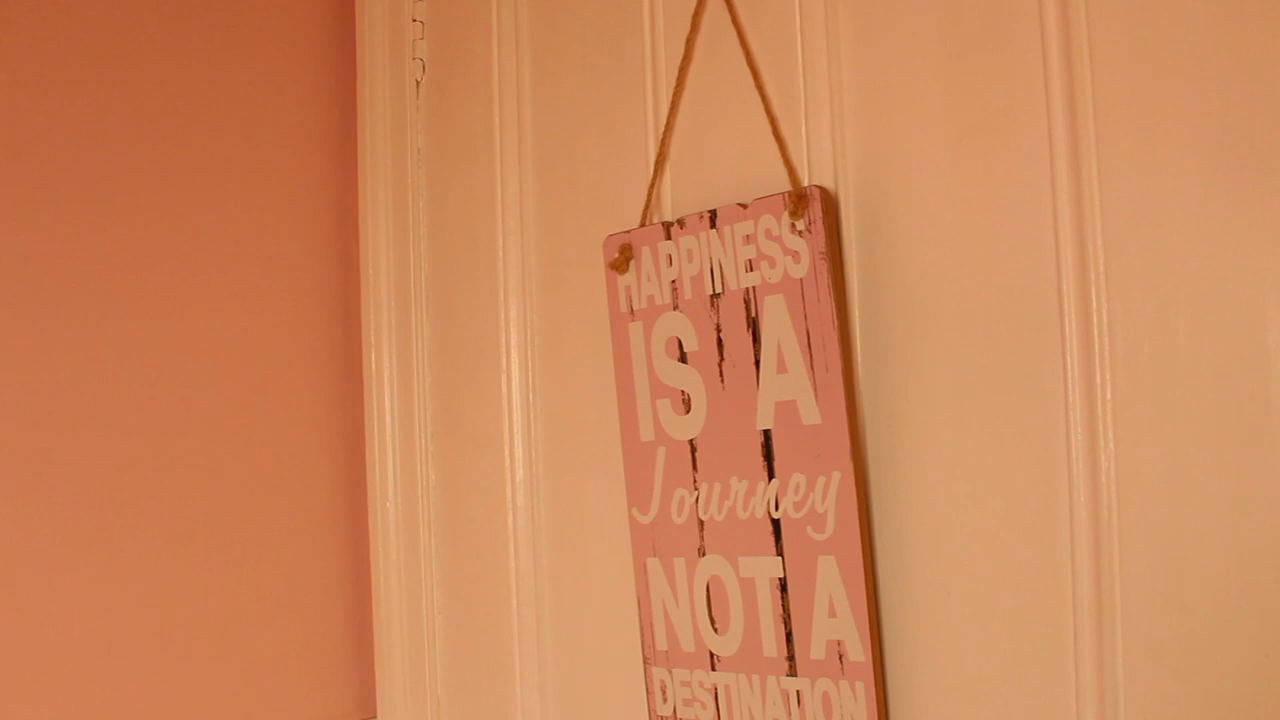 HAPPINESS
IS A
Journey
NOT A
DESTINATION